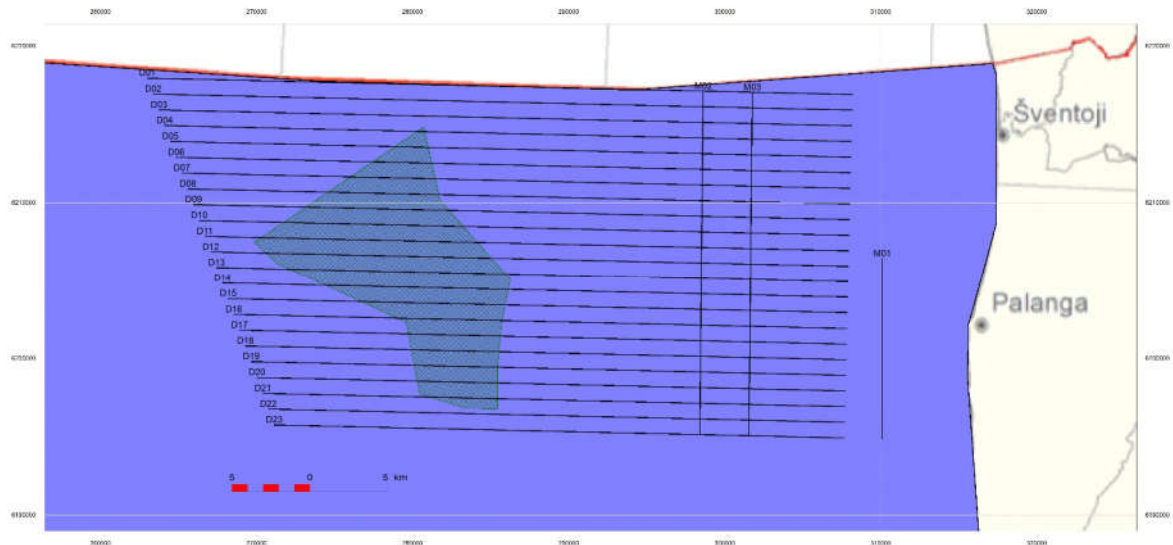 260000 270000 280000 290000 300000 310000 320000
6220000 6220000
D01
M02 M03
D02
D03
Šventoji
D04
D05
D06
D07
D08
6210000 6210000
D09
D10
D11
D12
M01
D13
D14
D15
Palanga
D16
D17
D18
6200000 6200000
D19
D20
D21
D22
D23
5 0 5 km
6190000 6190000
260000 270000 280000 290000 300000 310000 320000